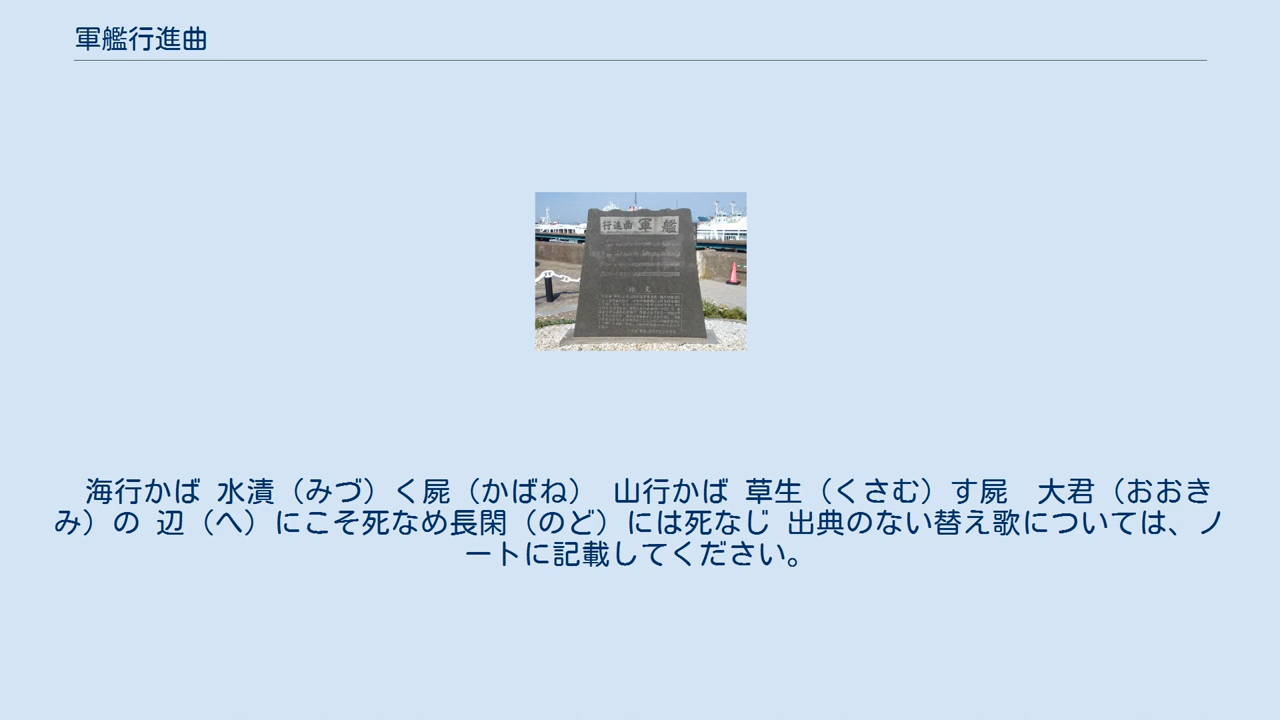 軍艦行進曲
行進曲 軍艦
海行かば 水漬（みづ）く屍（かばね） 山行かば 草生（くさむ）す屍　大君（おおき
み）の 辺（へ）にこそ死なめ長閑（のど）には死なじ 出典のない替え歌については、ノ
ートに記載してください。